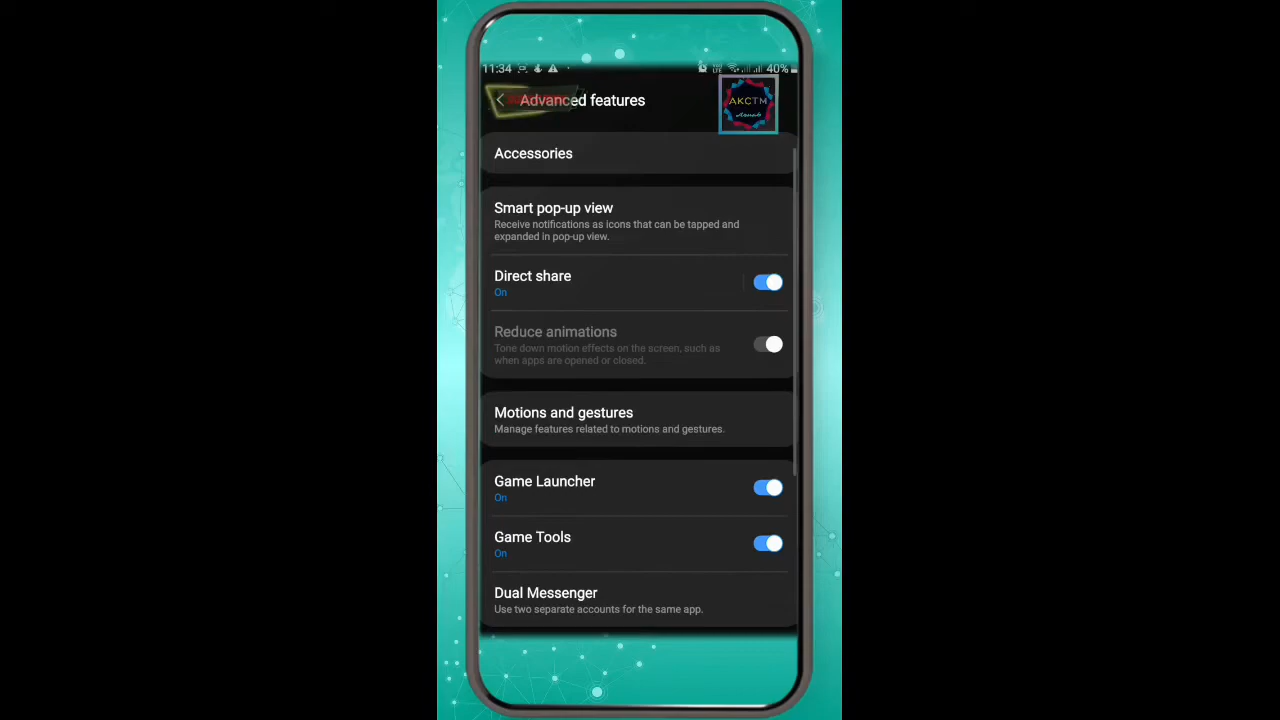 11:34
40%
Advanced features
AKCTM
Accessories
Smart pop-up view
Receive notifications as icons that can be tapped and
expanded in pop-up view.
Direct share
On
Reduce animations
Tone down motion effects on the screen, such as
when apps are opened or closed.
Motions and gestures
Manage features related to motions and gestures.
Game Launcher
On
Game Tools
On
Dual Messenger
Use two separate accounts for the same app.